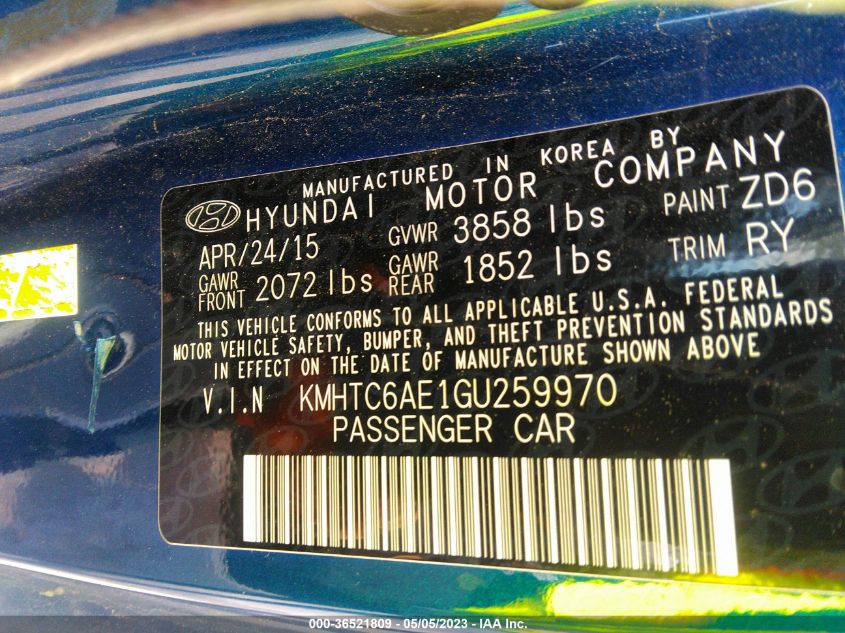 MANUFACTURED IN KOREA BY
HYUNDAI MOTOR COMPANY
APR/24/15 GVWR 3858 lbs PAINT ZD6
GAWR FRONT 2072 lbs GAWR REAR 1852 lbs TRIM RY
THIS VEHICLE CONFORMS TO ALL APPLICABLE U.S.A. FEDERAL
MOTOR VEHICLE SAFETY, BUMPER, AND THEFT PREVENTION STANDARDS
IN EFFECT ON THE DATE OF MANUFACTURE SHOWN ABOVE
V.I.N KMHTC6AE1GU259970
PASSENGER CAR
000-36521809 - 05/05/2023 - IAA Inc.